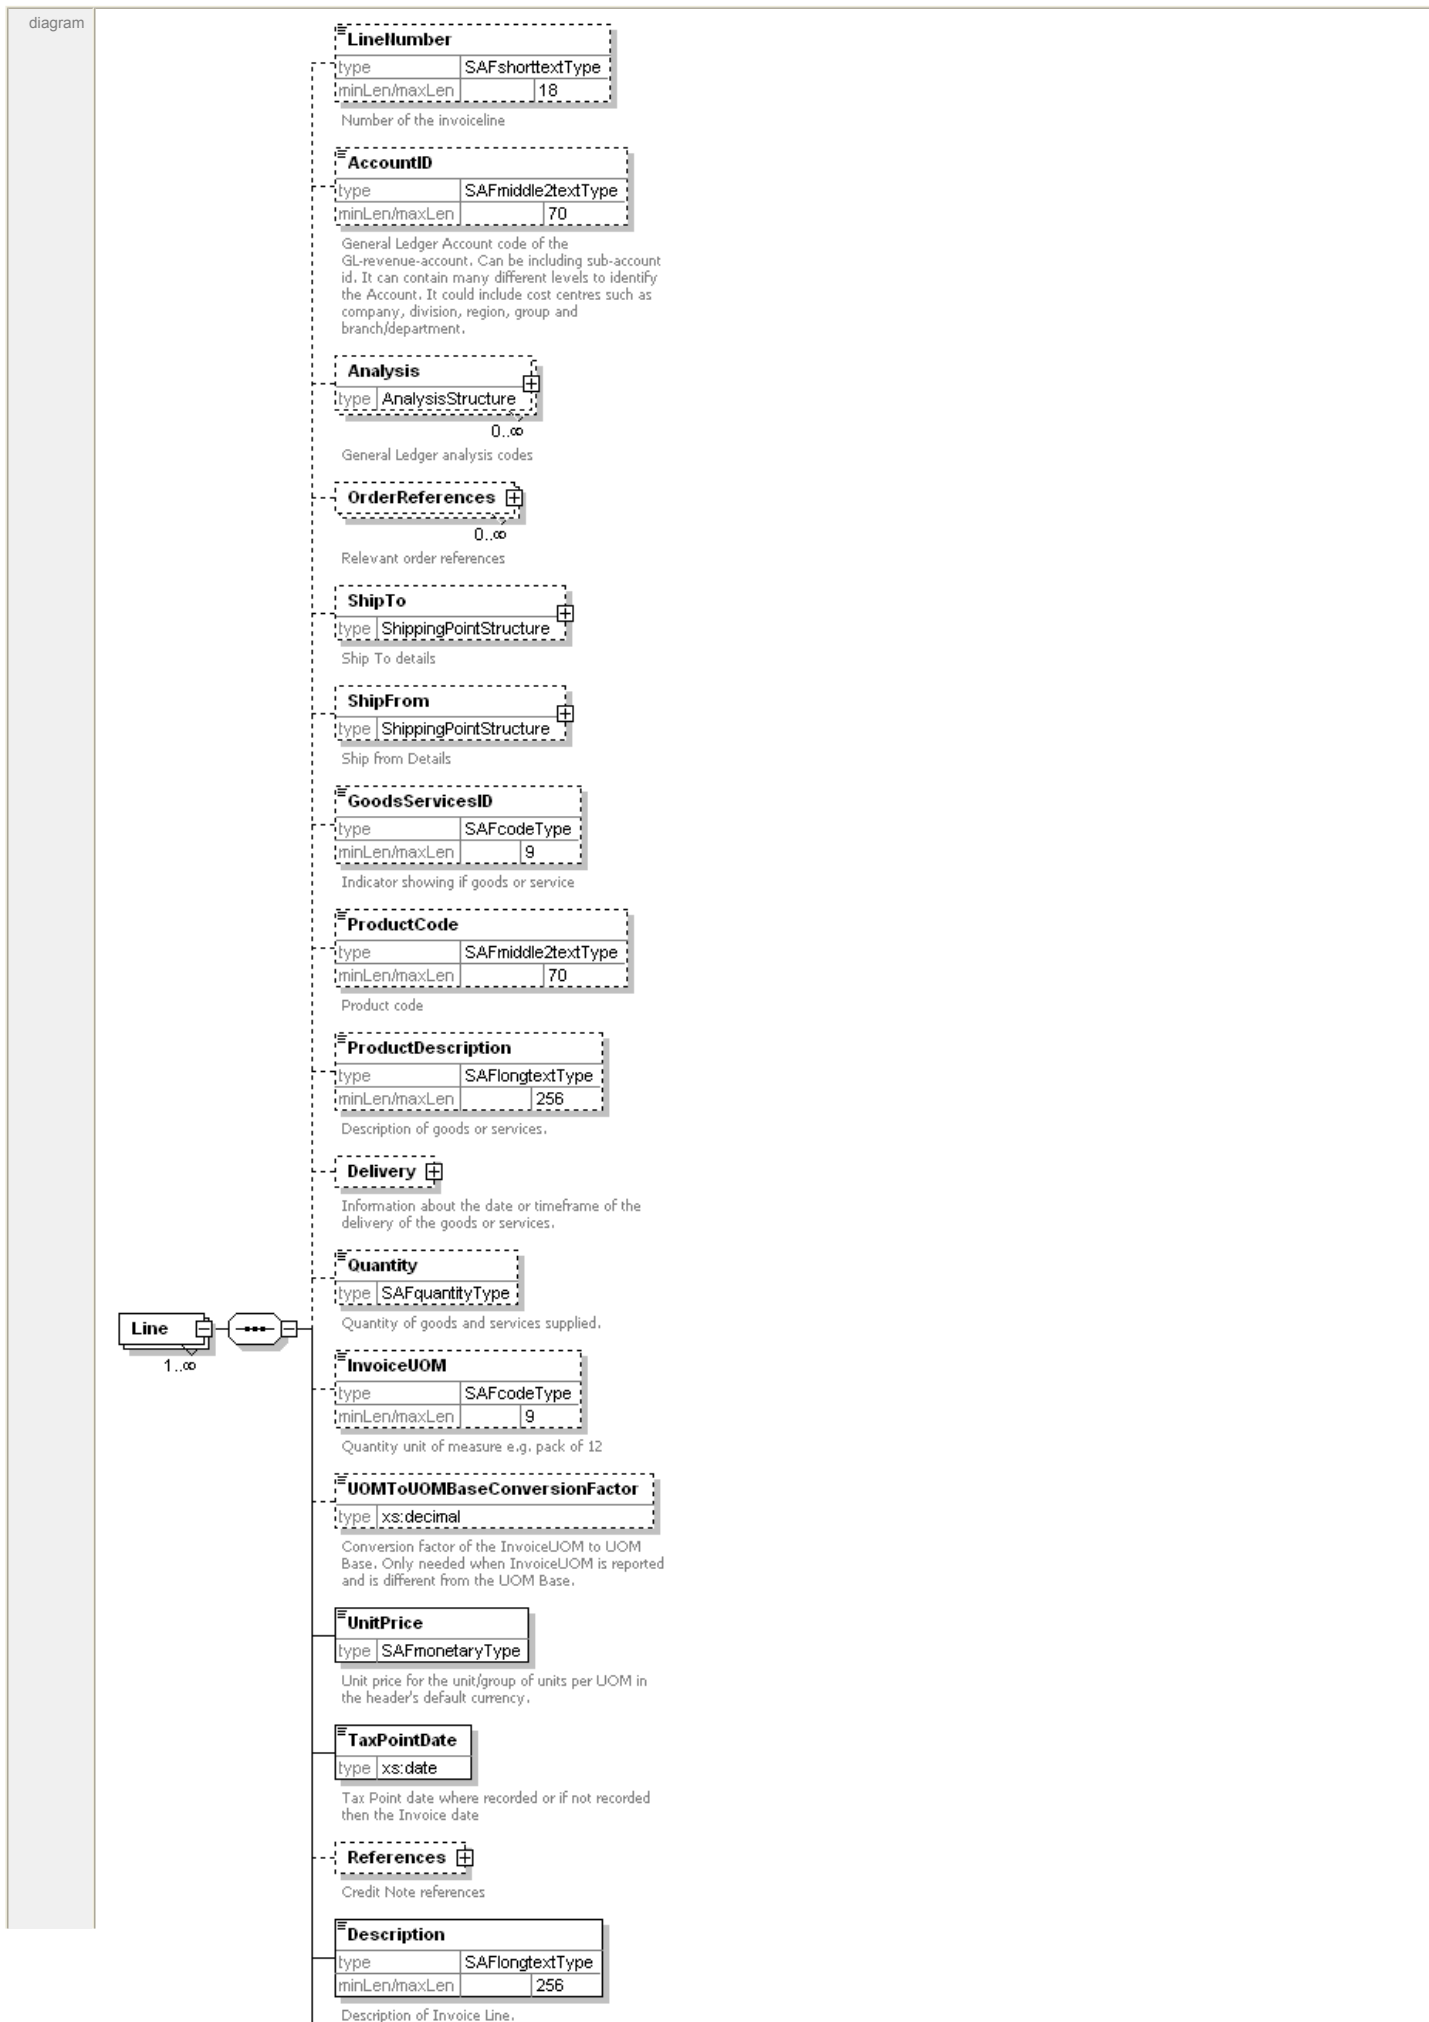 diagram
LineNumber
type SAFshorttextType
minLen/maxLen 18
Number of the invoiceline
AccountID
type SAFmiddle2textType
minLen/maxLen 70
General Ledger Account code of the
GL-revenue-account. Can be including sub-account
id. It can contain many different levels to identify
the Account. It could include cost centres such as
company, division, region, group and
branch/department.
Analysis
type AnalysisStructure
0..∞
General Ledger analysis codes
OrderReferences
0..∞
Relevant order references
ShipTo
type ShippingPointStructure
Ship To details
ShipFrom
type ShippingPointStructure
Ship from Details
GoodsServicesID
type SAFcodeType
minLen/maxLen 9
Indicator showing if goods or service
ProductCode
type SAFmiddle2textType
minLen/maxLen 70
Product code
ProductDescription
type SAFlongtextType
minLen/maxLen 256
Description of goods or services.
Delivery
Information about the date or timeframe of the
delivery of the goods or services.
Quantity
type SAFquantityType
Quantity of goods and services supplied.
Line
1..∞
InvoiceUOM
type SAFcodeType
minLen/maxLen 9
Quantity unit of measure e.g. pack of 12
UOMToUOMBaseConversionFactor
type xs:decimal
Conversion factor of the InvoiceUOM to UOM
Base. Only needed when InvoiceUOM is reported
and is different from the UOM Base.
UnitPrice
type SAFmonetaryType
Unit price for the unit/group of units per UOM in
the header's default currency.
TaxPointDate
type xs:date
Tax Point date where recorded or if not recorded
then the Invoice date
References
Credit Note references
Description
type SAFlongtextType
minLen/maxLen 256
Description of Invoice Line.